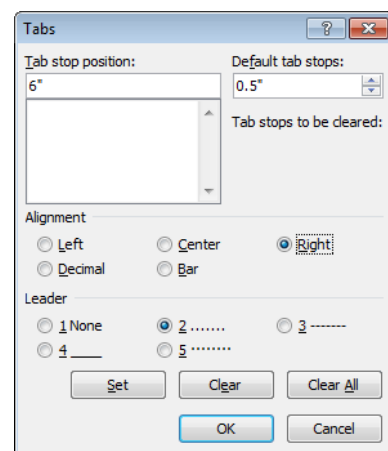 Tabs
Tab stop position: Default tab stops:
6" 0.5"
Tab stops to be cleared:
Alignment
Left Center Right
Decimal Bar
Leader
1 None 2 ....... 3 -------
4 ____ 5 ········
Set Clear Clear All
OK Cancel